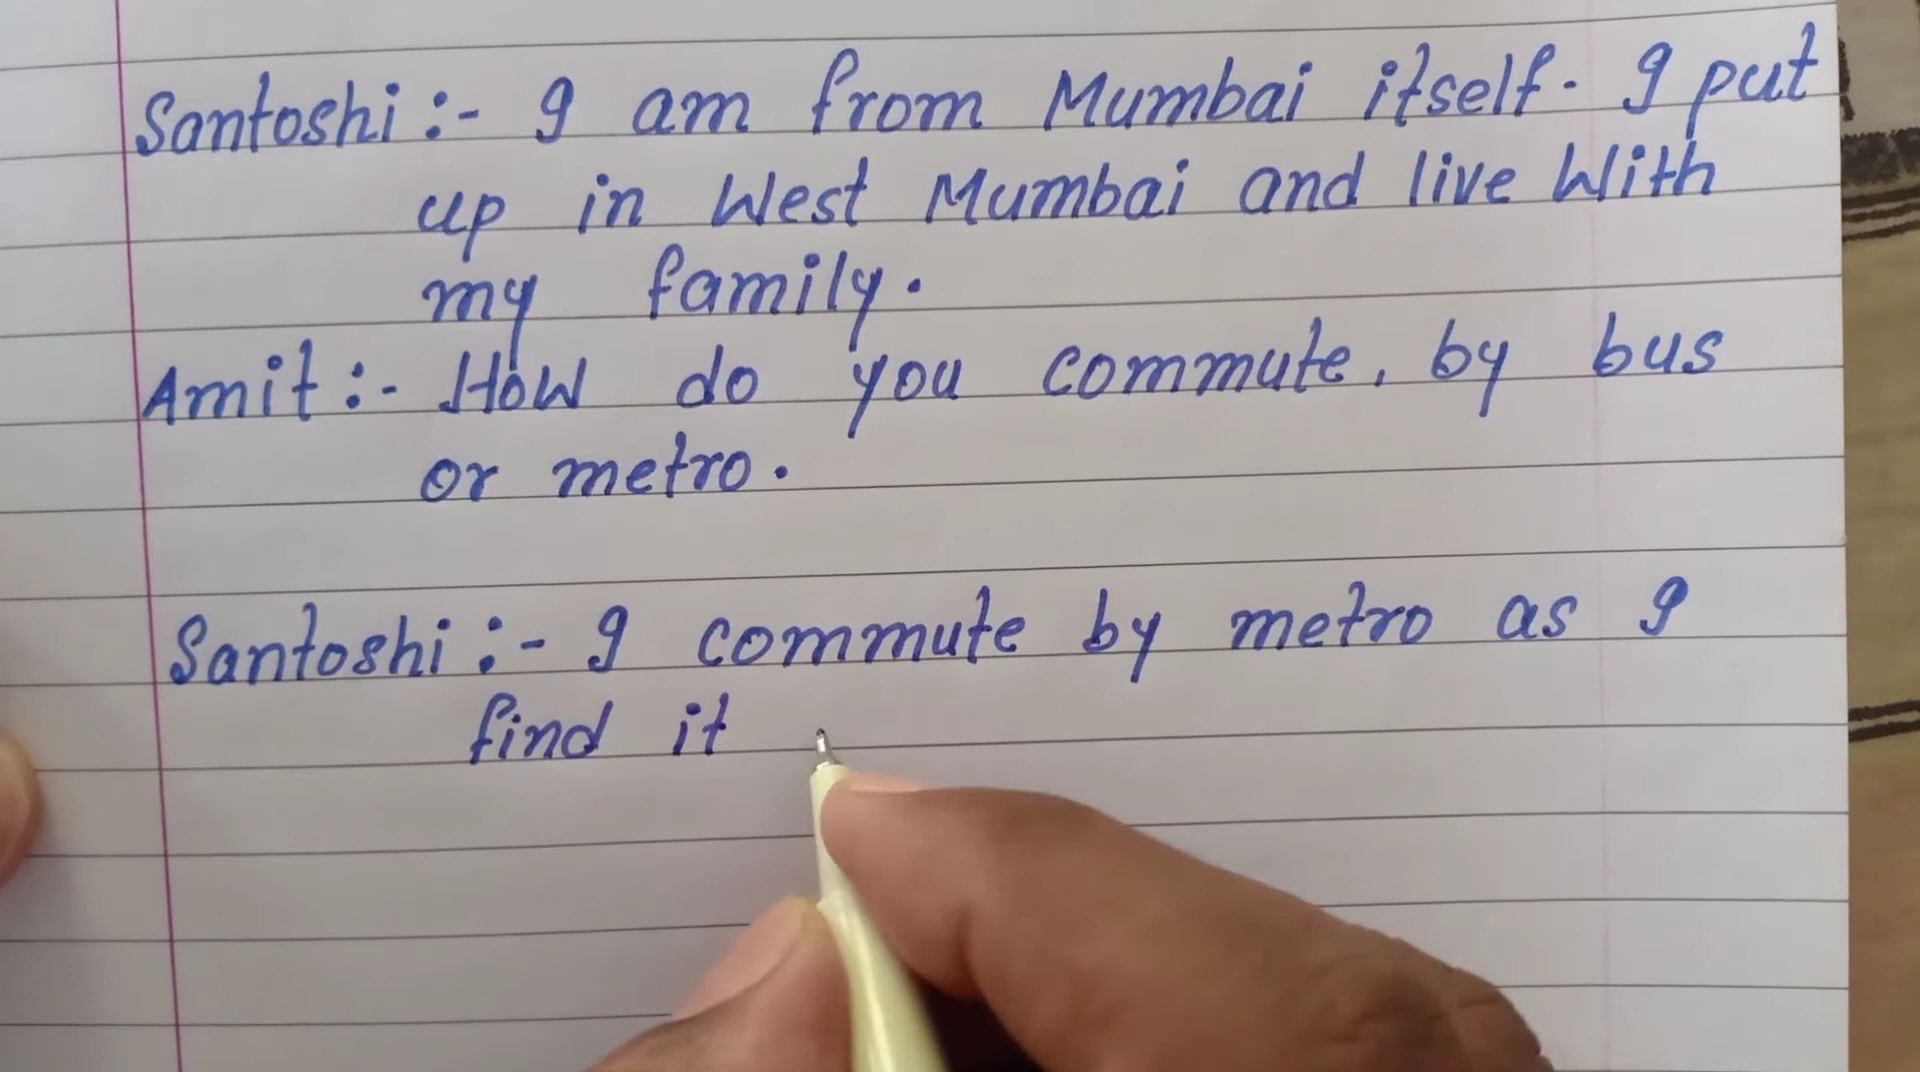 Santoshi :- I am from Mumbai itself. I put
up in West Mumbai and live With
my family.
Amit :- How do you commute, by bus
or metro.
Santoshi :- I commute by metro as I
find it